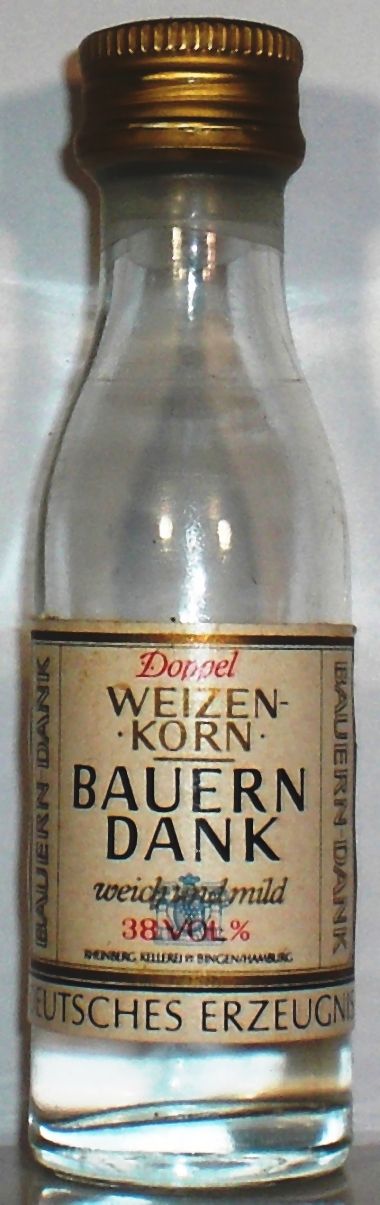 Doppel
WEIZEN-
·KORN·
BAUERN
DANK
weich und mild
38 VOL%
RHEINBERG KELLEREI BINGEN/HAMBURG
EUTSCHES ERZEUGNIS
BAUERN DANK
BAUERN-DANK